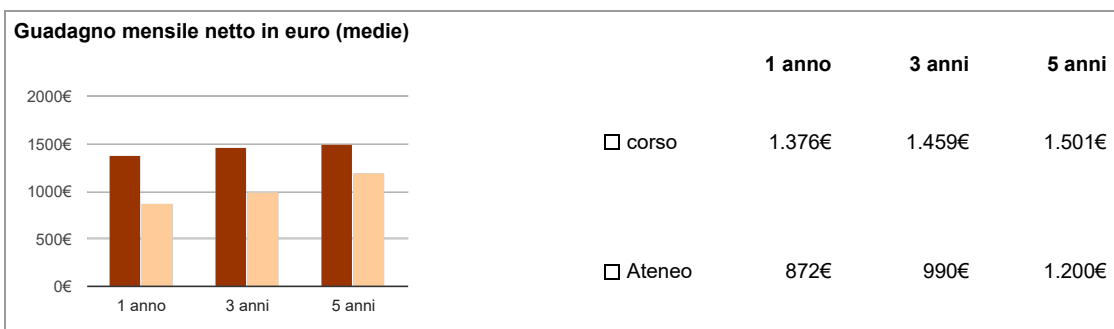 Guadagno mensile netto in euro (medie)
1 anno 3 anni 5 anni
2000€
1500€
1000€
500€
0€
1 anno 3 anni 5 anni
corso 1.376€ 1.459€ 1.501€
Ateneo 872€ 990€ 1.200€